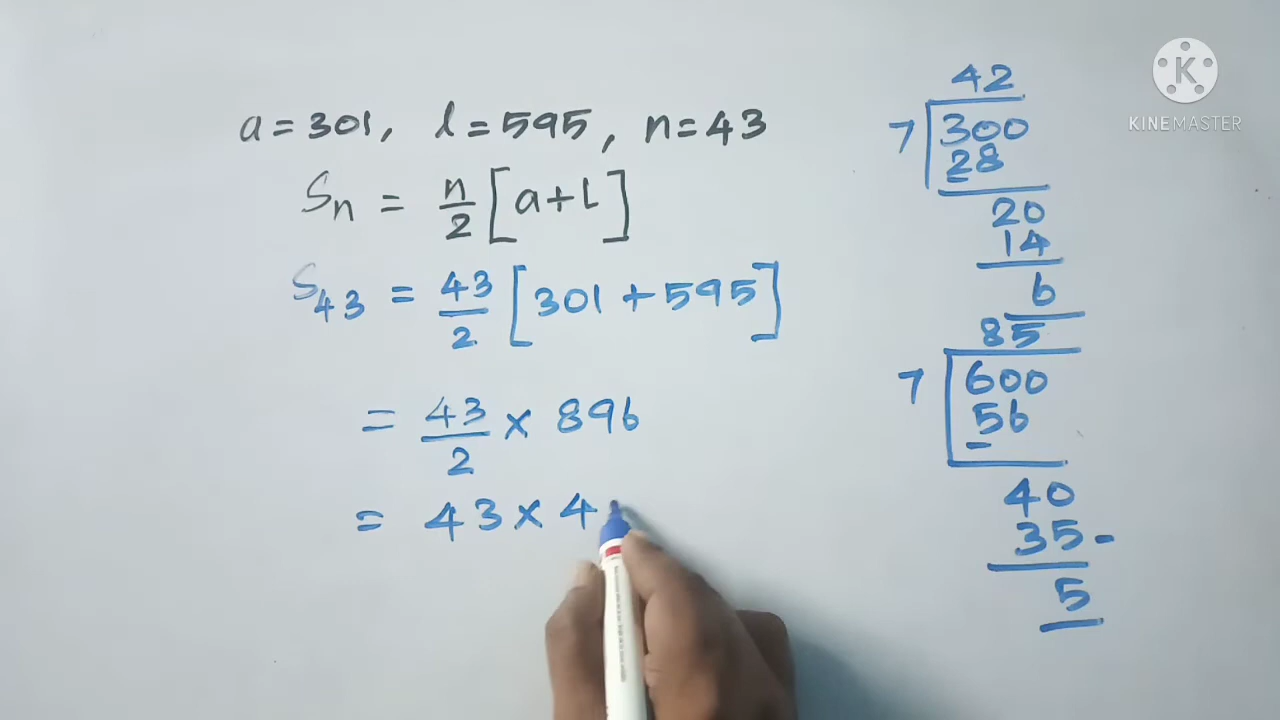 a = 301, l = 595, n = 43
Sn = n/2 [a+l]
S43 = 43/2 [301 + 595]
= 43/2 × 896
= 43 × 4
42
7 300
28
20
14
6
85
7 600
56
40
35
5
K
KINEMASTER